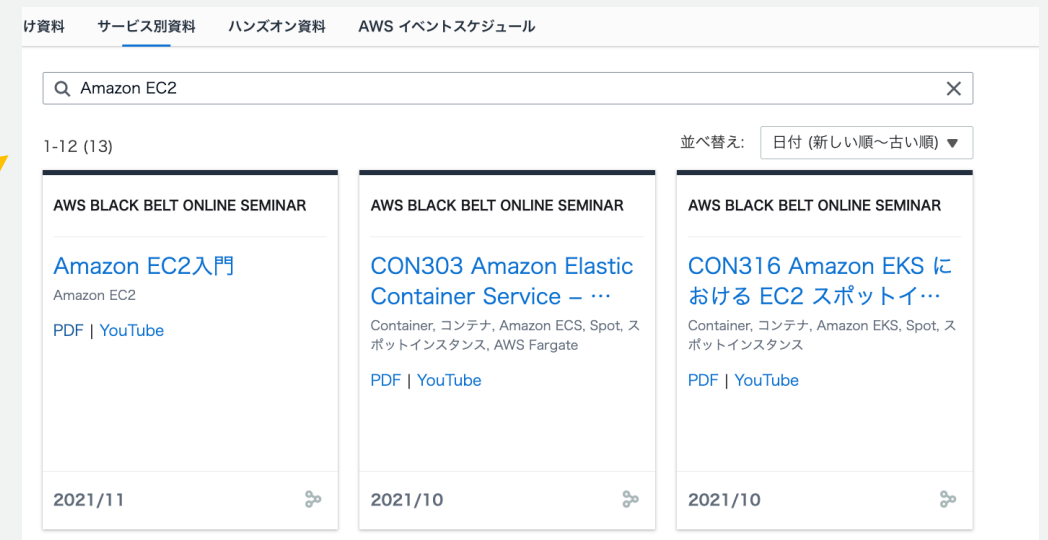 け資料 サービス別資料 ハンズオン資料 AWS イベントスケジュール
Amazon EC2
1-12 (13)
並べ替え: 日付 (新しい順〜古い順)
AWS BLACK BELT ONLINE SEMINAR
Amazon EC2入門
Amazon EC2
PDF | YouTube
2021/11
AWS BLACK BELT ONLINE SEMINAR
CON303 Amazon Elastic
Container Service – …
Container, コンテナ, Amazon ECS, Spot, ス
ポットインスタンス, AWS Fargate
PDF | YouTube
2021/10
AWS BLACK BELT ONLINE SEMINAR
CON316 Amazon EKS に
おける EC2 スポットイ…
Container, コンテナ, Amazon EKS, Spot, ス
ポットインスタンス
PDF | YouTube
2021/10